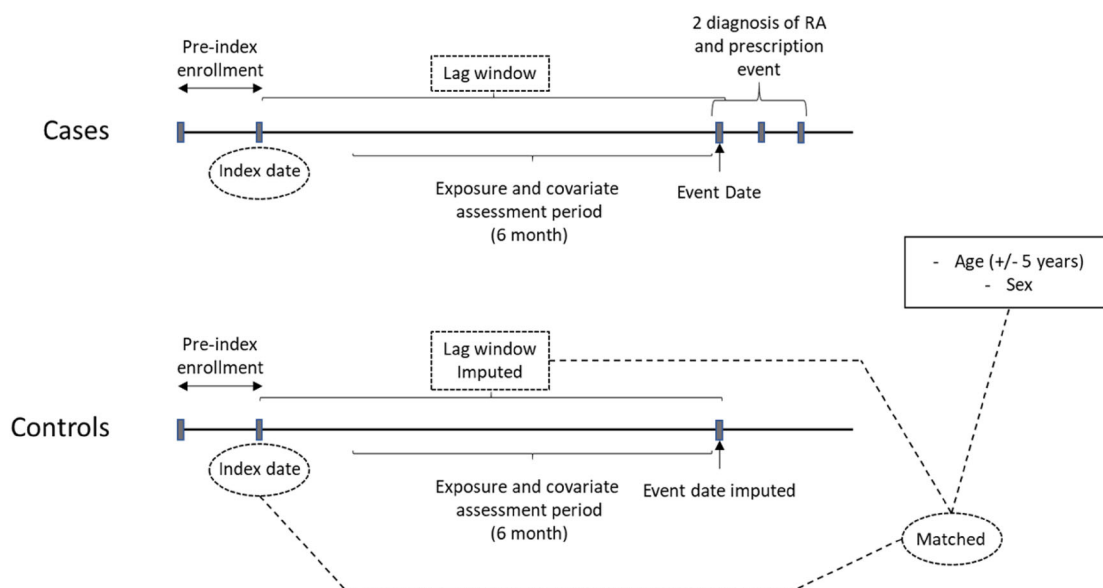 2 diagnosis of RA
and prescription
event
Pre-index
enrollment
Lag window
Cases
Index date
Exposure and covariate
assessment period
(6 month)
Event Date
- Age (+/- 5 years)
- Sex
Pre-index
enrollment
Lag window
Imputed
Controls
Index date
Exposure and covariate
assessment period
(6 month)
Event date imputed
Matched